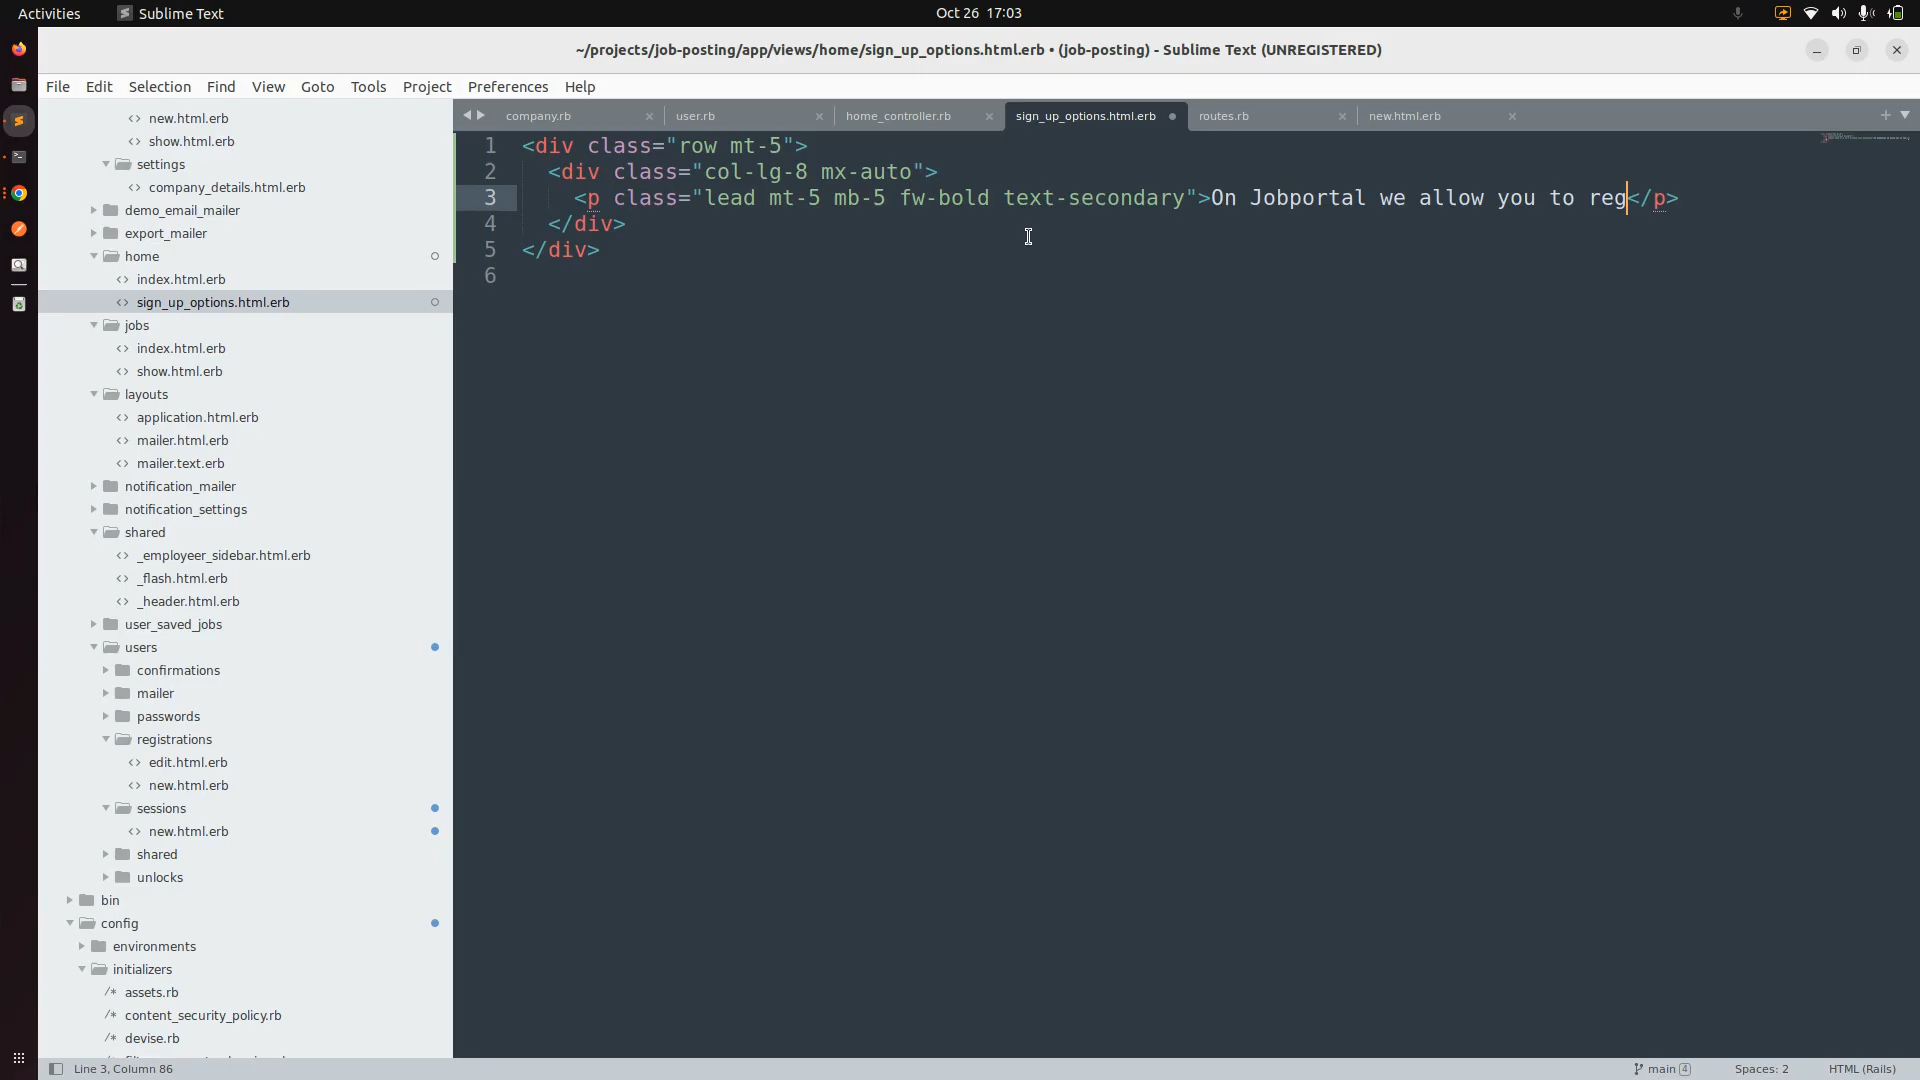 Activities Sublime Text Oct 26 17:03
~/projects/job-posting/app/views/home/sign_up_options.html.erb • (job-posting) - Sublime Text (UNREGISTERED)
File Edit Selection Find View Goto Tools Project Preferences Help
new.html.erb
show.html.erb
settings
company_details.html.erb
demo_email_mailer
export_mailer
home
index.html.erb
sign_up_options.html.erb
jobs
index.html.erb
show.html.erb
layouts
application.html.erb
mailer.html.erb
mailer.text.erb
notification_mailer
notification_settings
shared
_employeer_sidebar.html.erb
_flash.html.erb
_header.html.erb
user_saved_jobs
users
confirmations
mailer
passwords
registrations
edit.html.erb
new.html.erb
sessions
new.html.erb
shared
unlocks
bin
config
environments
initializers
assets.rb
content_security_policy.rb
devise.rb
company.rb user.rb home_controller.rb sign_up_options.html.erb routes.rb new.html.erb
1 <div class="row mt-5">
2 <div class="col-lg-8 mx-auto">
3 <p class="lead mt-5 mb-5 fw-bold text-secondary">On Jobportal we allow you to reg</p>
4 </div>
5 </div>
6
Line 3, Column 86 main 4 Spaces: 2 HTML (Rails)